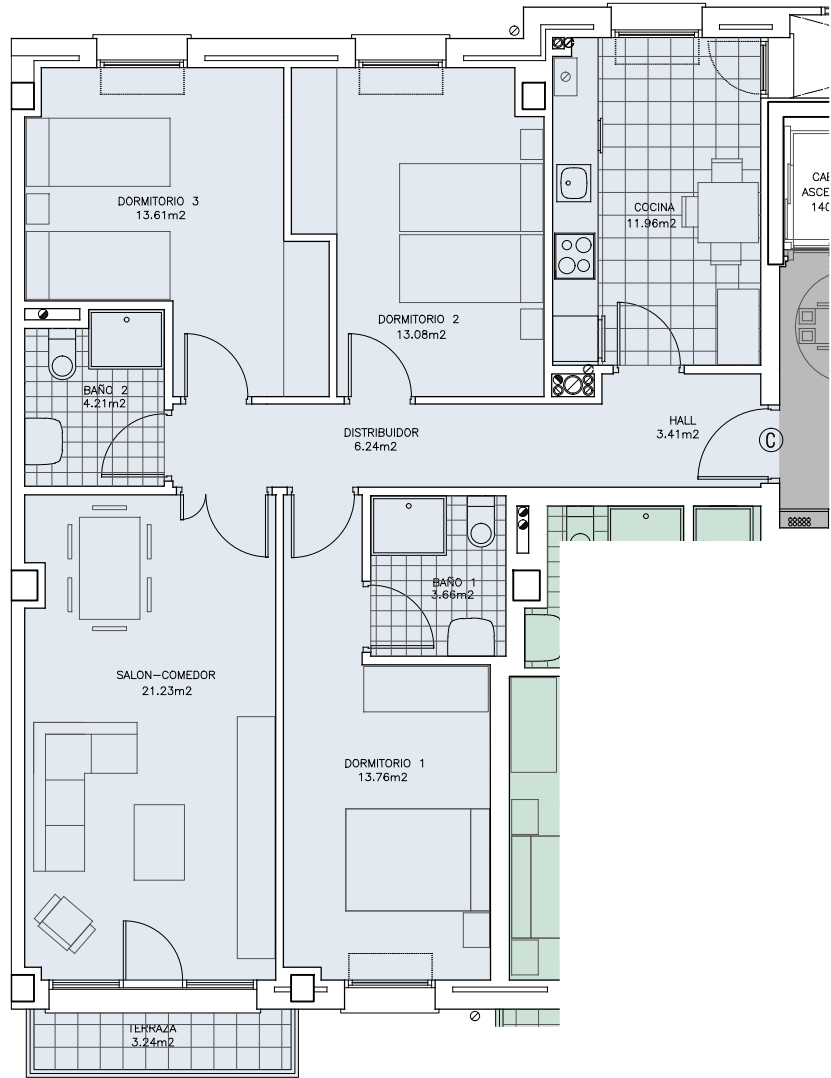 DORMITORIO 3
13.61m2
DORMITORIO 2
13.08m2
COCINA
11.96m2
BAÑO 2
4.21m2
DISTRIBUIDOR
6.24m2
HALL
3.41m2
C
BAÑO 1
3.66m2
SALON-COMEDOR
21.23m2
DORMITORIO 1
13.76m2
TERRAZA
3.24m2